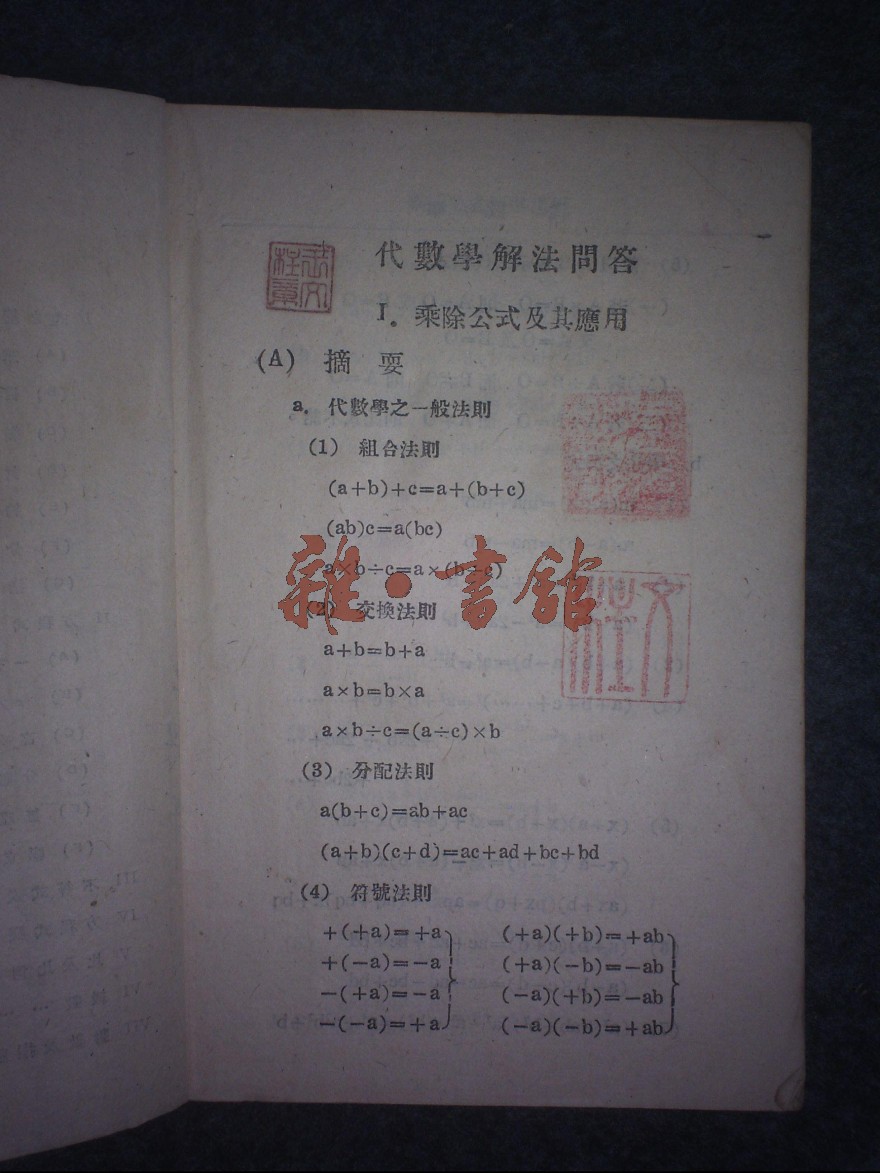 代數學解法問答
I. 乘除公式及其應用
(A) 摘要
a. 代數學之一般法則
(1) 組合法則
(a+b)+c=a+(b+c)
(ab)c=a(bc)
a×b÷c=a×(b÷c)
雜·書館
(2) 交換法則
a+b=b+a
a×b=b×a
a×b÷c=(a÷c)×b
(3) 分配法則
a(b+c)=ab+ac
(a+b)(c+d)=ac+ad+bc+bd
(4) 符號法則
+(+a)=+a (+a)(+b)=+ab
+(−a)=−a (+a)(−b)=−ab
−(+a)=−a (−a)(+b)=−ab
−(−a)=+a (−a)(−b)=+ab